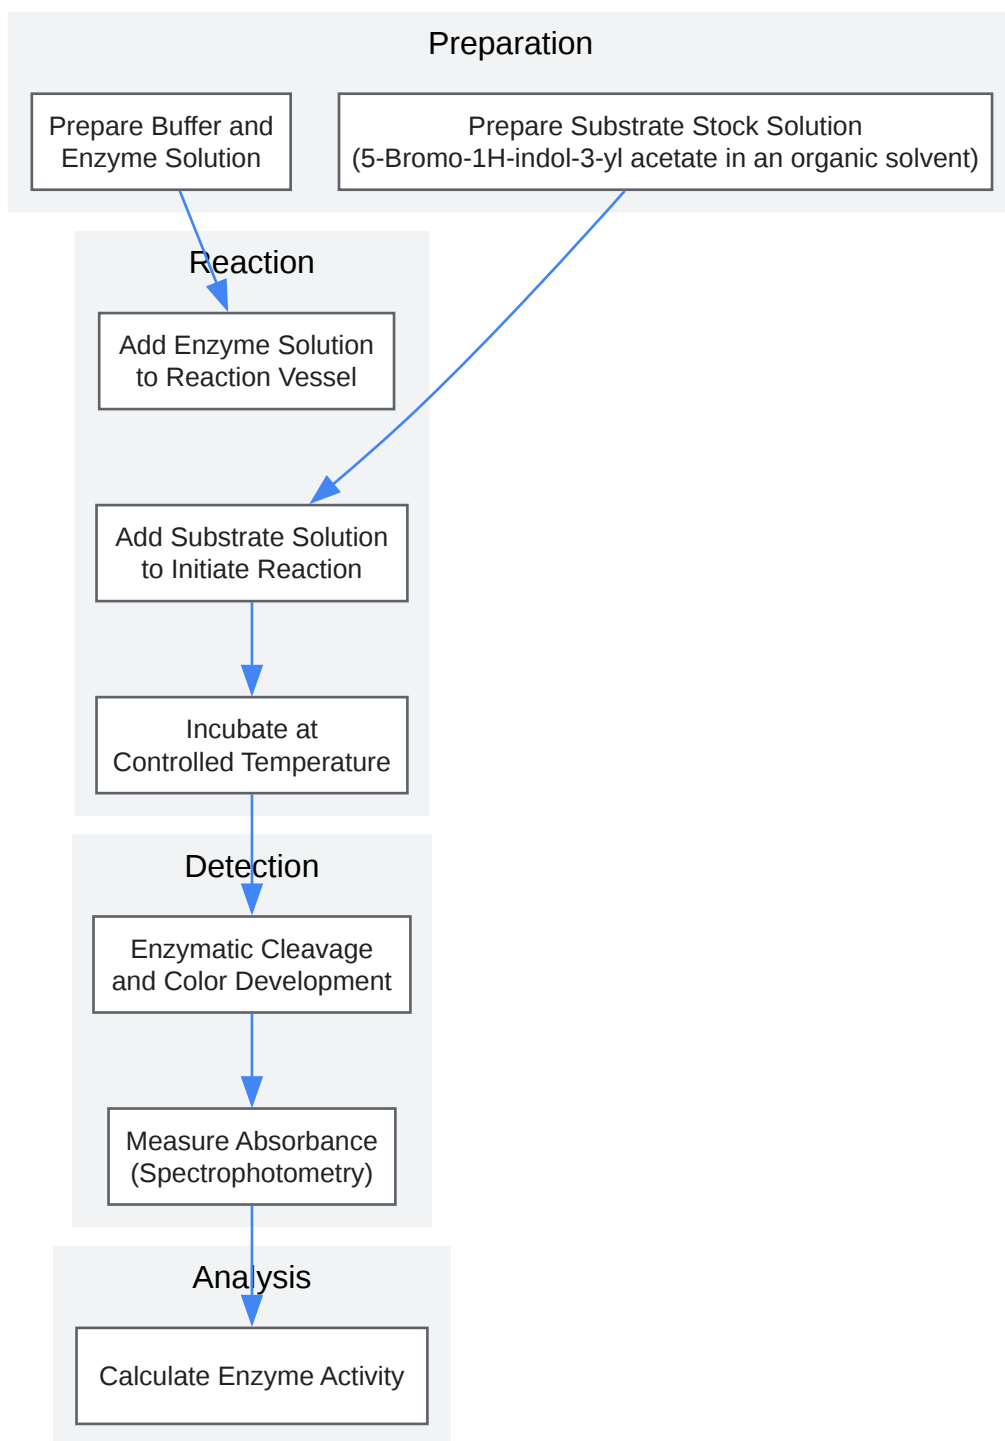 Preparation
Prepare Buffer and
Enzyme Solution
Prepare Substrate Stock Solution
(5-Bromo-1H-indol-3-yl acetate in an organic solvent)
Reaction
Add Enzyme Solution
to Reaction Vessel
Add Substrate Solution
to Initiate Reaction
Incubate at
Controlled Temperature
Detection
Enzymatic Cleavage
and Color Development
Measure Absorbance
(Spectrophotometry)
Analysis
Calculate Enzyme Activity